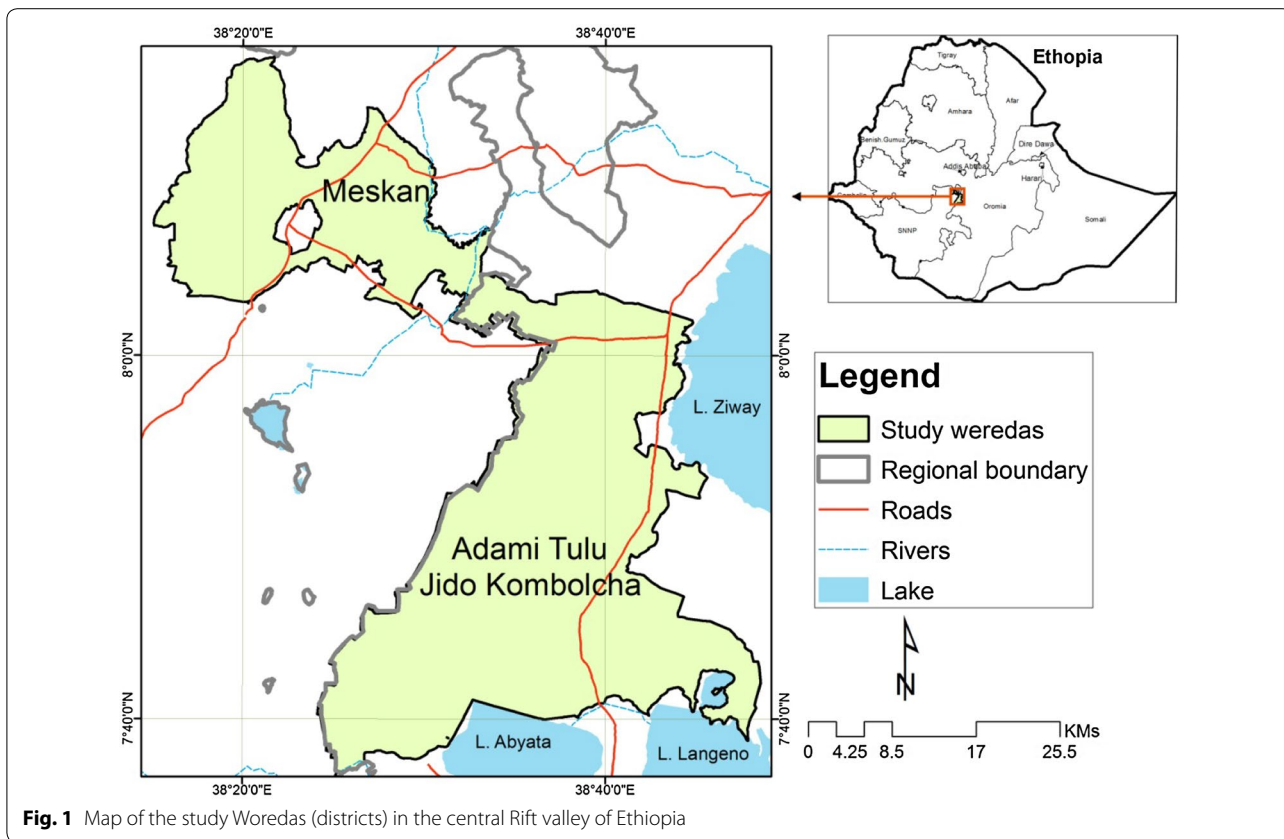 38°20'0"E
38°40'0"E
8°0'0"N
7°40'0"N
Meskan
L. Ziway
Adami Tulu
Jido Kombolcha
L. Abyata
L. Langeno
8°0'0"N
7°40'0"N
38°20'0"E
38°40'0"E
Ethopia
Tigray
Afar
Amhara
Benish.Gumuz
Dire Dawa
Addis Ababa
Harari
Oromia
Somali
SNNP
Legend
Study weredas
Regional boundary
Roads
Rivers
Lake
N
KMs
0 4.25 8.5 17 25.5
Fig. 1 Map of the study Woredas (districts) in the central Rift valley of Ethiopia